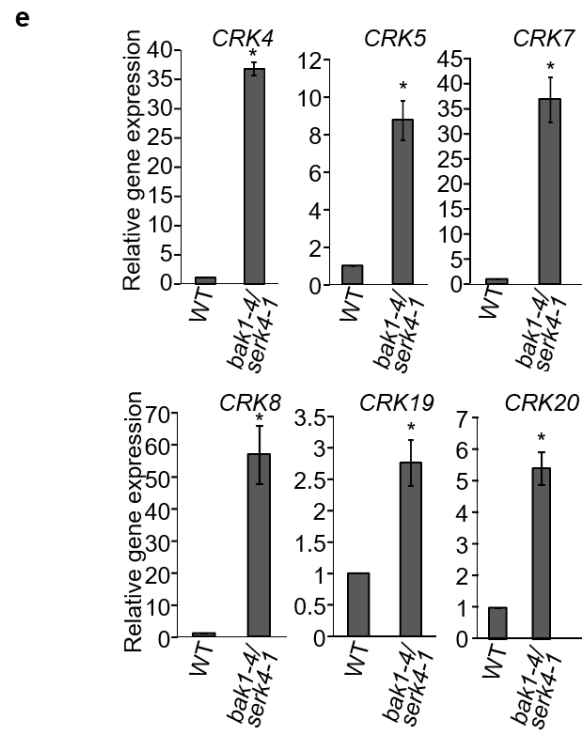 e
CRK4
CRK5
CRK7
*
*
*
Relative gene expression
40
35
30
25
20
15
10
5
0
12
10
8
6
4
2
0
45
40
35
30
25
20
15
10
5
0
WT
bak1-4/
serk4-1
WT
bak1-4/
serk4-1
WT
bak1-4/
serk4-1
CRK8
CRK19
CRK20
*
*
*
Relative gene expression
70
60
50
40
30
20
10
0
3.5
3
2.5
2
1.5
1
0.5
0
7
6
5
4
3
2
1
0
WT
bak1-4/
serk4-1
WT
bak1-4/
serk4-1
WT
bak1-4/
serk4-1